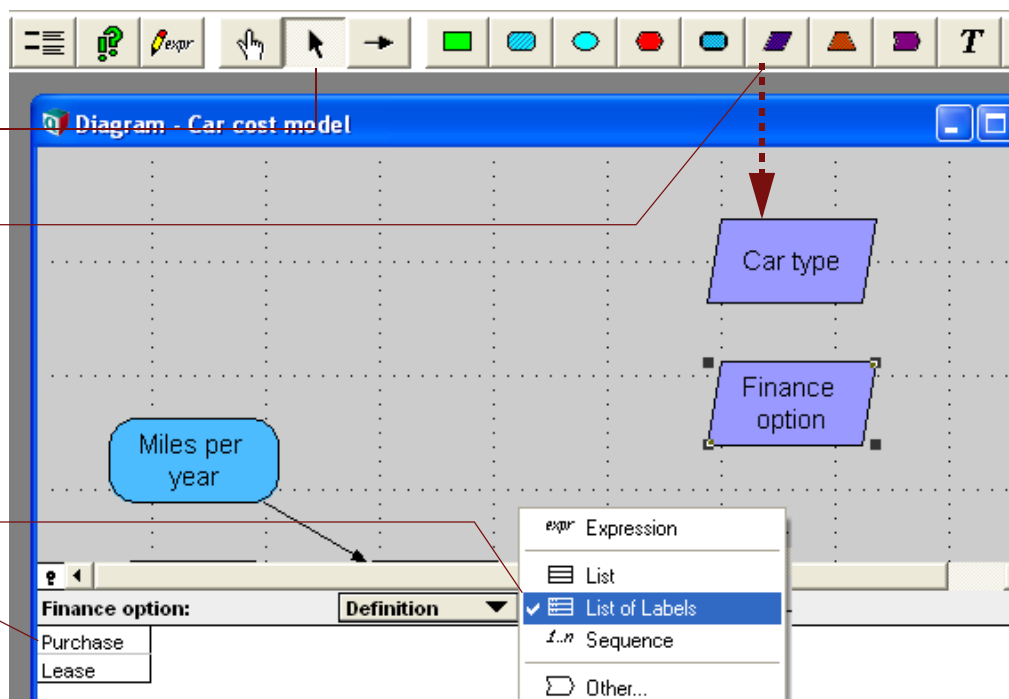 expr
T
Diagram - Car cost model
Car type
Finance
option
Miles per
year
expr Expression
List
List of Labels
1..n Sequence
Other...
Finance option:
Definition
Purchase
Lease